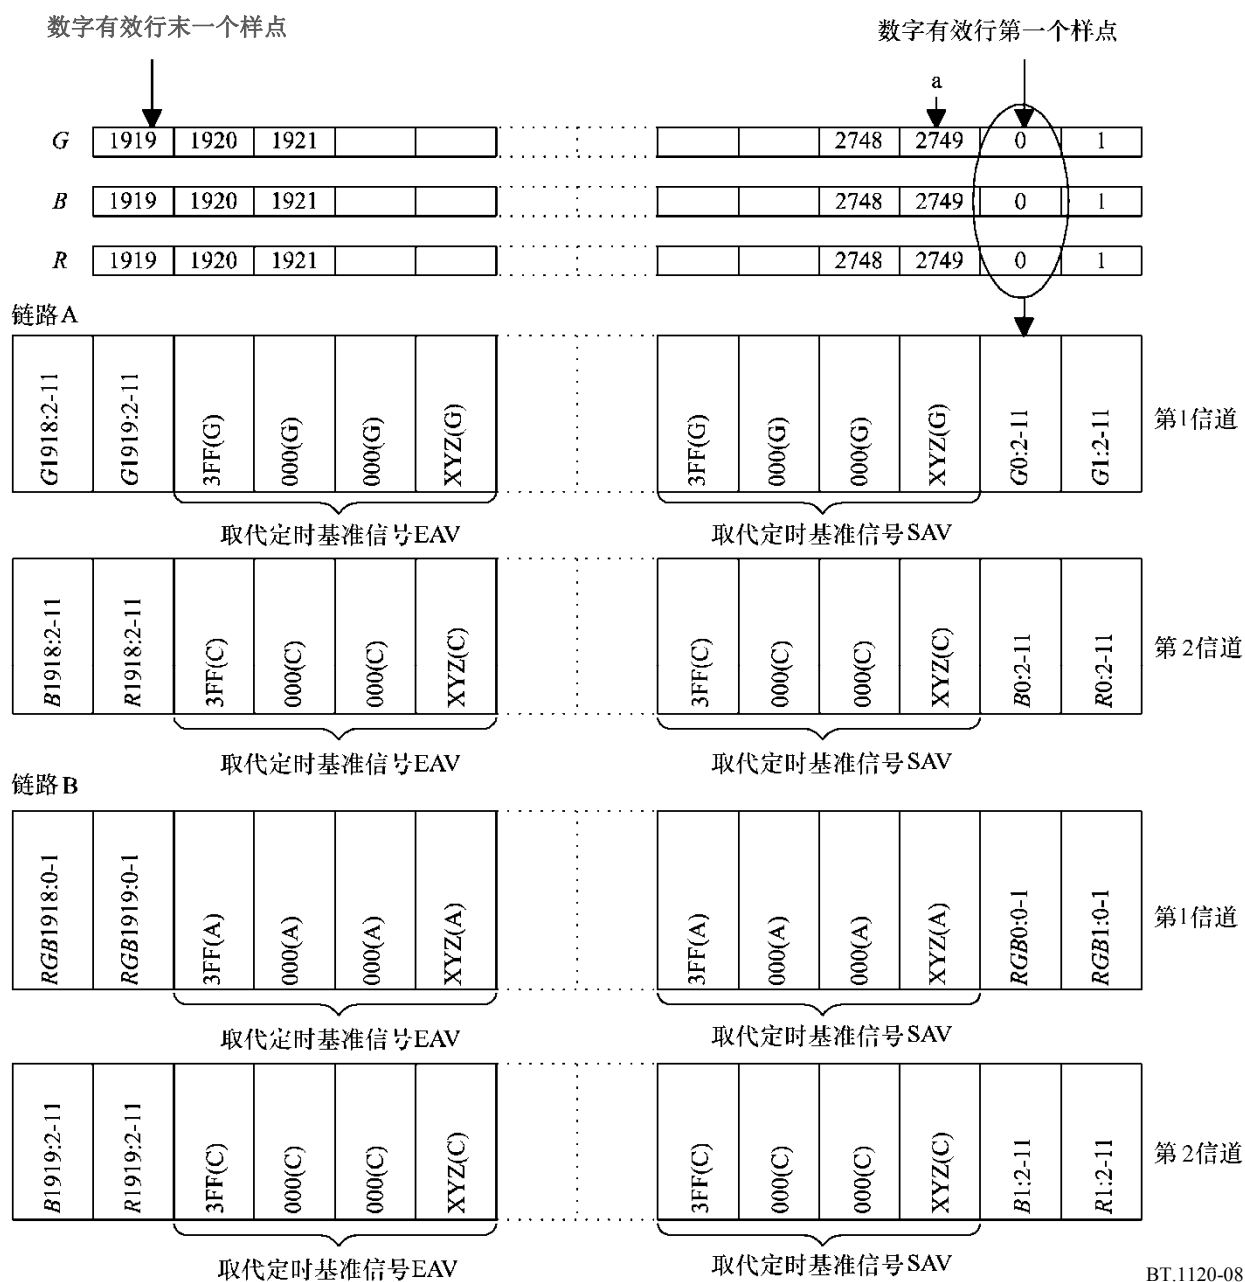 数字有效行末一个样点 数字有效行第一个样点
a
G 1919 1920 1921 2748 2749 0 1
B 1919 1920 1921 2748 2749 0 1
R 1919 1920 1921 2748 2749 0 1
链路A
G1918:2-11 G1919:2-11 3FF(G) 000(G) 000(G) XYZ(G) 3FF(G) 000(G) 000(G) XYZ(G) G0:2-11 G1:2-11 第1信道
取代定时基准信号EAV 取代定时基准信号SAV
B1918:2-11 R1918:2-11 3FF(C) 000(C) 000(C) XYZ(C) 3FF(C) 000(C) 000(C) XYZ(C) B0:2-11 R0:2-11 第2信道
取代定时基准信号EAV 取代定时基准信号SAV
链路B
RGB1918:0-1 RGB1919:0-1 3FF(A) 000(A) 000(A) XYZ(A) 3FF(A) 000(A) 000(A) XYZ(A) RGB0:0-1 RGB1:0-1 第1信道
取代定时基准信号EAV 取代定时基准信号SAV
B1919:2-11 R1919:2-11 3FF(C) 000(C) 000(C) XYZ(C) 3FF(C) 000(C) 000(C) XYZ(C) B1:2-11 R1:2-11 第2信道
取代定时基准信号EAV 取代定时基准信号SAV
BT.1120-08